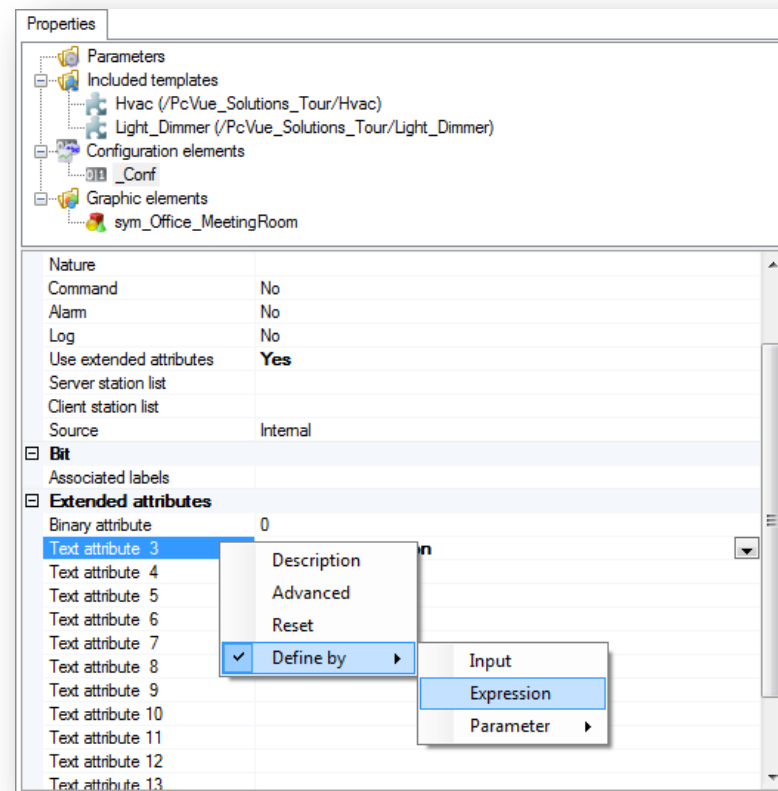 Properties
Parameters
Included templates
Hvac (/PcVue_Solutions_Tour/Hvac)
Light_Dimmer (/PcVue_Solutions_Tour/Light_Dimmer)
Configuration elements
_Conf
Graphic elements
sym_Office_MeetingRoom
Nature
Command No
Alarm No
Log No
Use extended attributes Yes
Server station list
Client station list
Source Internal
Bit
Associated labels
Extended attributes
Binary attribute 0
Text attribute 3
Text attribute 4
Text attribute 5
Text attribute 6
Text attribute 7
Text attribute 8
Text attribute 9
Text attribute 10
Text attribute 11
Text attribute 12
Text attribute 13
Description
Advanced
Reset
Define by
Input
Expression
Parameter